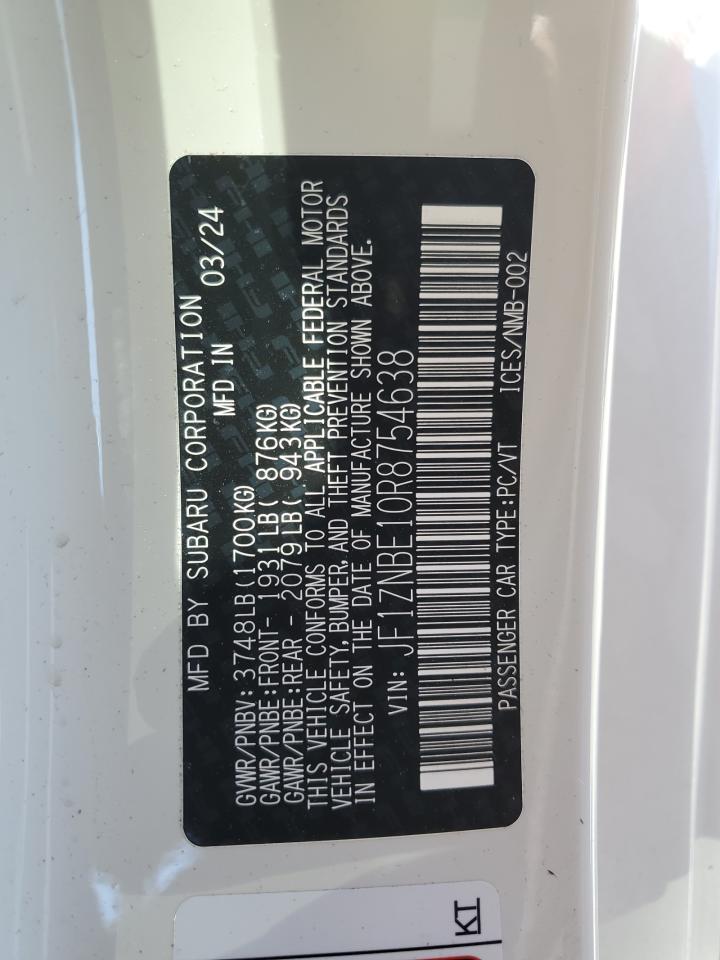 MFD BY SUBARU CORPORATION
MFD IN 03/24
GVWR/PNBV: 3748LB(1700KG)
GAWR/PNBE:FRONT- 1931LB( 876KG)
GAWR/PNBE:REAR - 2079LB( 943KG)
THIS VEHICLE CONFORMS TO ALL APPLICABLE FEDERAL MOTOR
VEHICLE SAFETY, BUMPER, AND THEFT PREVENTION STANDARDS
IN EFFECT ON THE DATE OF MANUFACTURE SHOWN ABOVE.
VIN: JF1ZNBE10R8754638
PASSENGER CAR TYPE:PC/VT ICES/NMB-002
KI